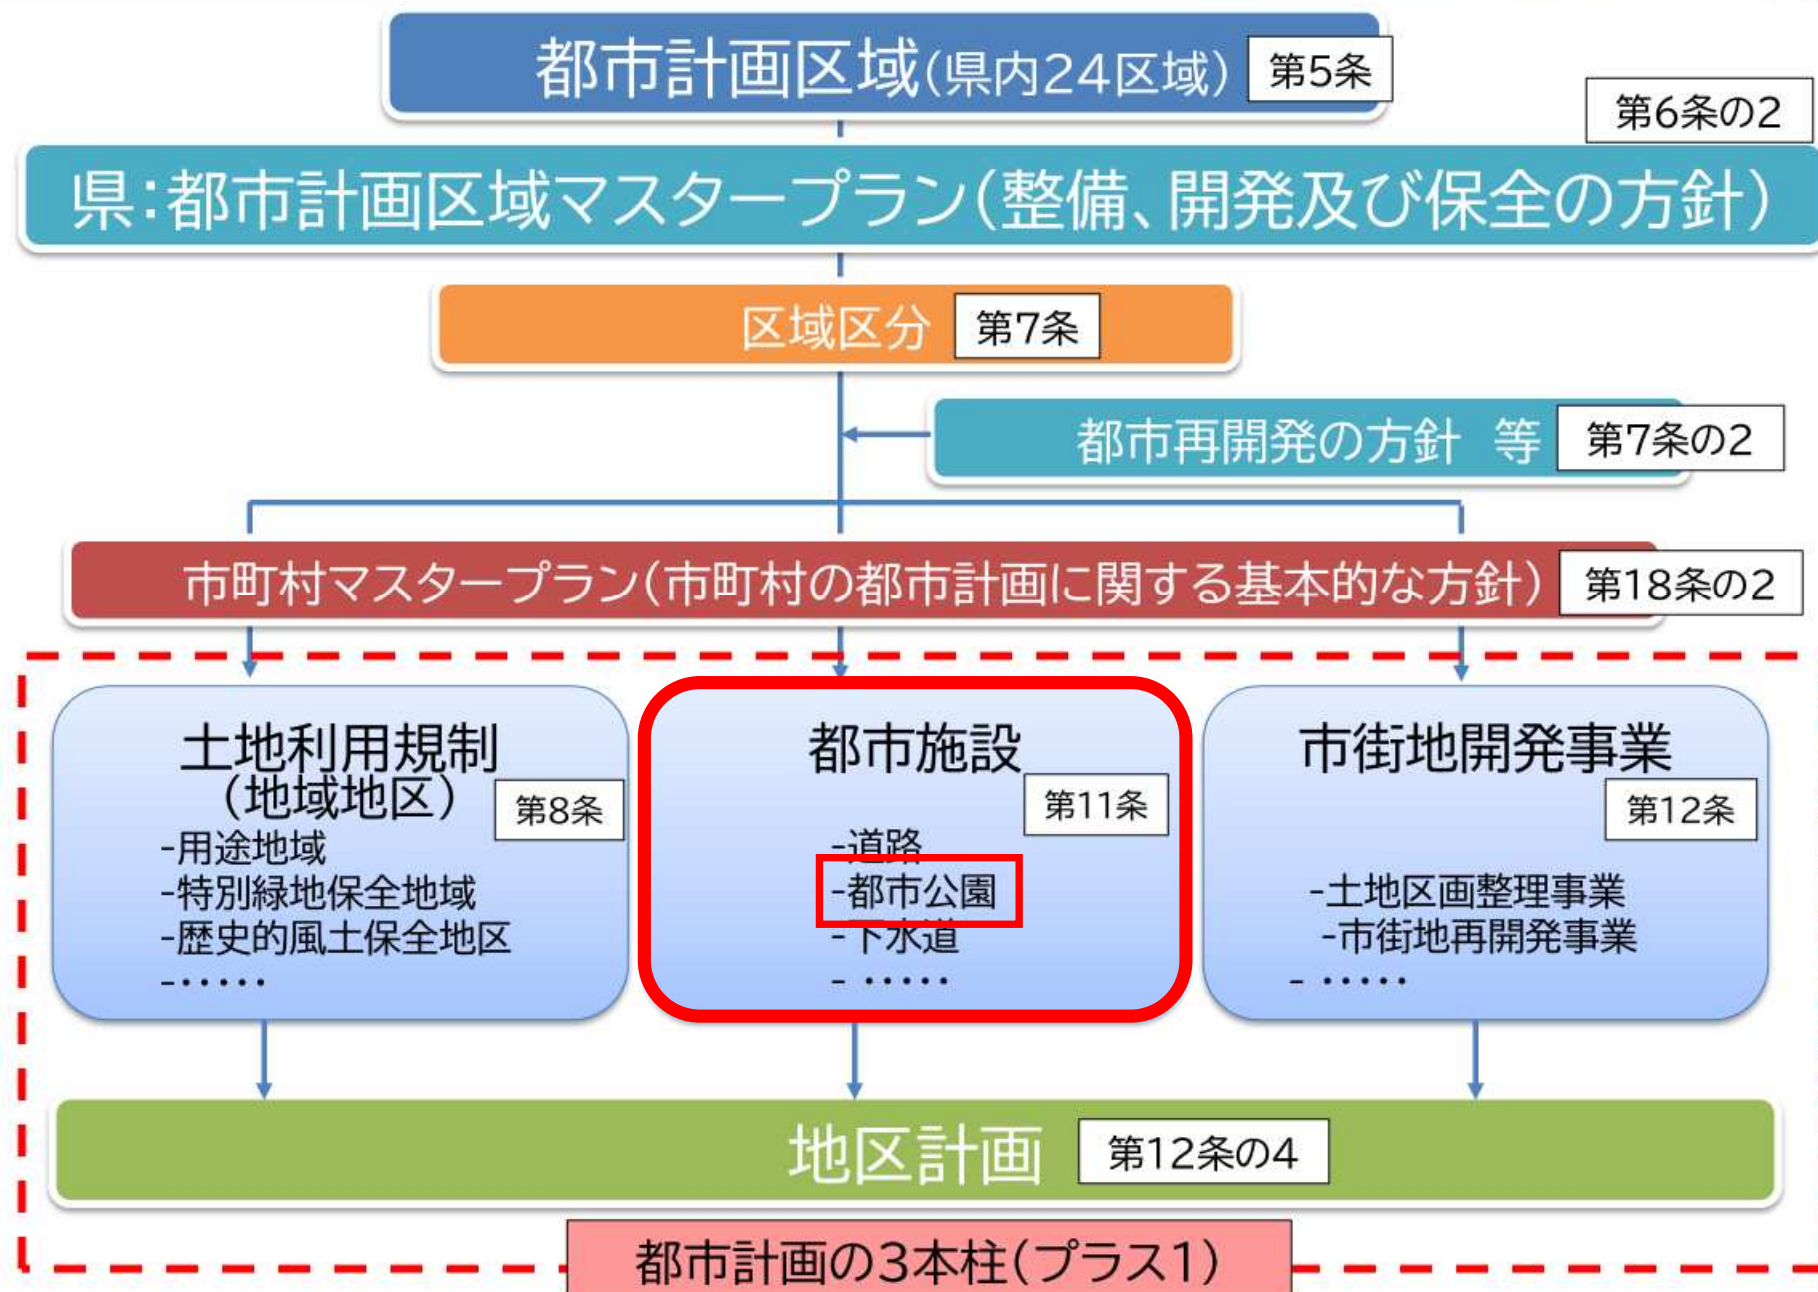 都市計画区域(県内24区域) 第5条
第6条の2
県:都市計画区域マスタープラン(整備、開発及び保全の方針)
区域区分 第7条
都市再開発の方針 等 第7条の2
市町村マスタープラン(市町村の都市計画に関する基本的な方針) 第18条の2
土地利用規制
(地域地区)
第8条
-用途地域
-特別緑地保全地域
-歴史的風土保全地区
-・・・・・
都市施設
第11条
-道路
-都市公園
-下水道
- ・・・・・
市街地開発事業
第12条
-土地区画整理事業
-市街地再開発事業
- ・・・・・
地区計画 第12条の4
都市計画の3本柱(プラス1)